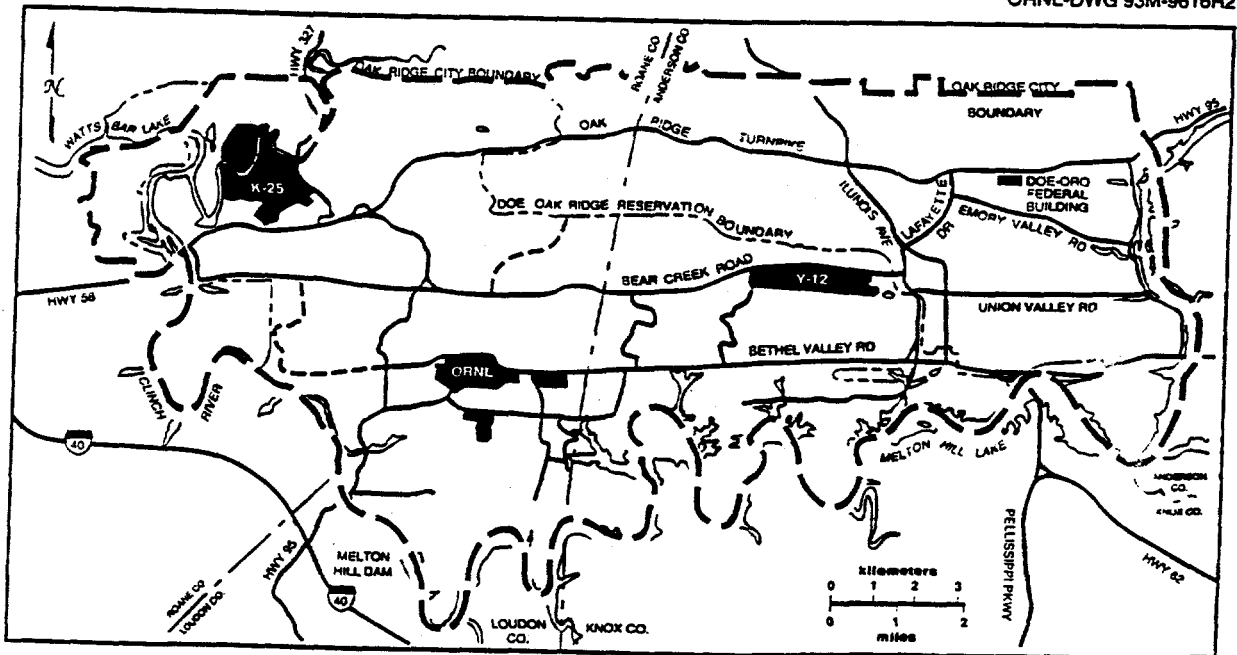 ORNL-DWG 93M-9616R2
N
HWY 327
OAK RIDGE CITY BOUNDARY
ROANE CO
ANDERSON CO
OAK RIDGE CITY
BOUNDARY
HWY 95
WATTS BAR LAKE
OAK RIDGE TURNPIKE
K-25
DOE OAK RIDGE RESERVATION BOUNDARY
ILLINOIS AVE
LAFAYETTE DR
DOE-ORO
FEDERAL
BUILDING
EMORY VALLEY RD
BEAR CREEK ROAD
Y-12
HWY 58
UNION VALLEY RD
BETHEL VALLEY RD
ORNL
CLINCH RIVER
40
MELTON HILL LAKE
ANDERSON
CO.
KNOX CO.
PELLISSIPPI PKWY
HWY 62
HWY 95
MELTON
HILL DAM
ROANE CO
LOUDON CO.
40
LOUDON
CO.
KNOX CO.
kilometers
0 1 2 3
0 1 2
miles